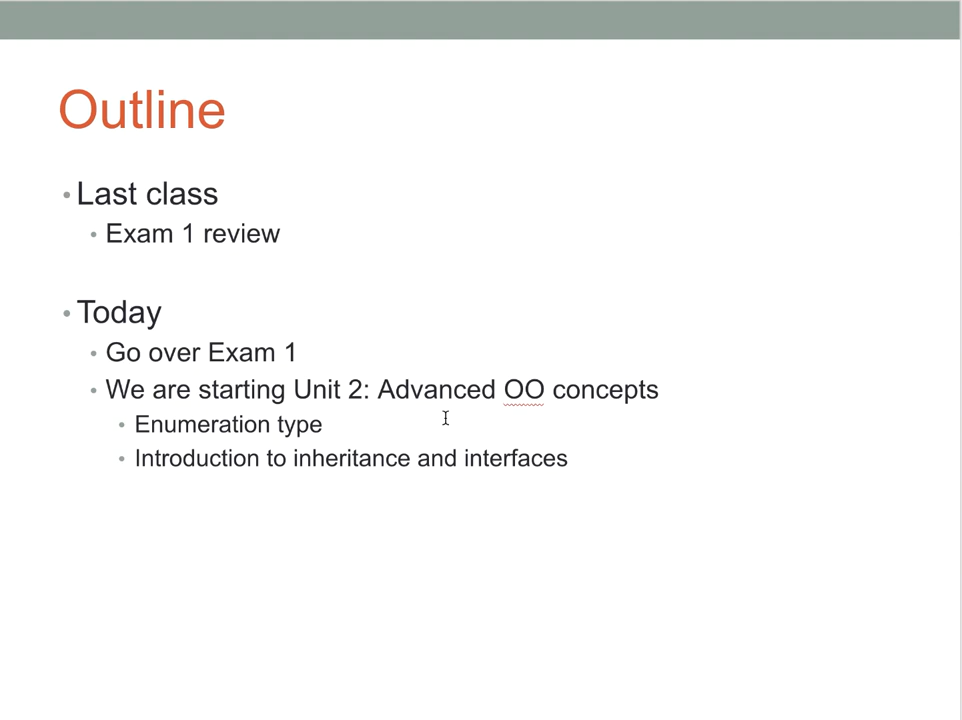 Outline
• Last class
• Exam 1 review
• Today
• Go over Exam 1
• We are starting Unit 2: Advanced OO concepts
• Enumeration type
• Introduction to inheritance and interfaces